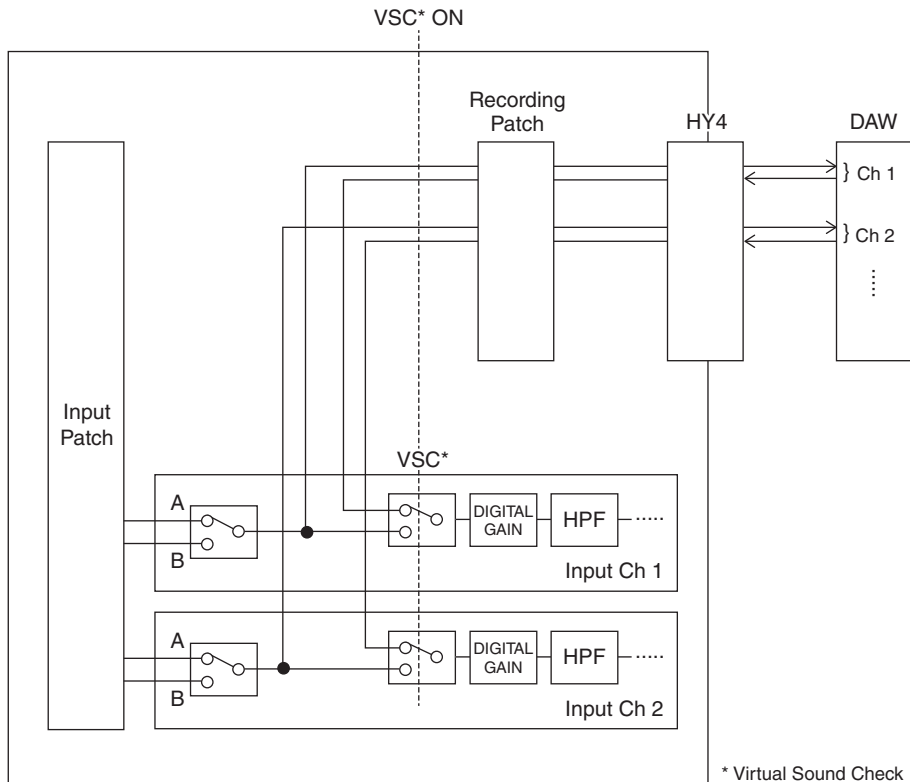 VSC* ON
Recording
Patch
HY4
DAW
} Ch 1
} Ch 2
Input
Patch
VSC*
A
B
DIGITAL
GAIN
HPF
Input Ch 1
A
B
DIGITAL
GAIN
HPF
Input Ch 2
* Virtual Sound Check